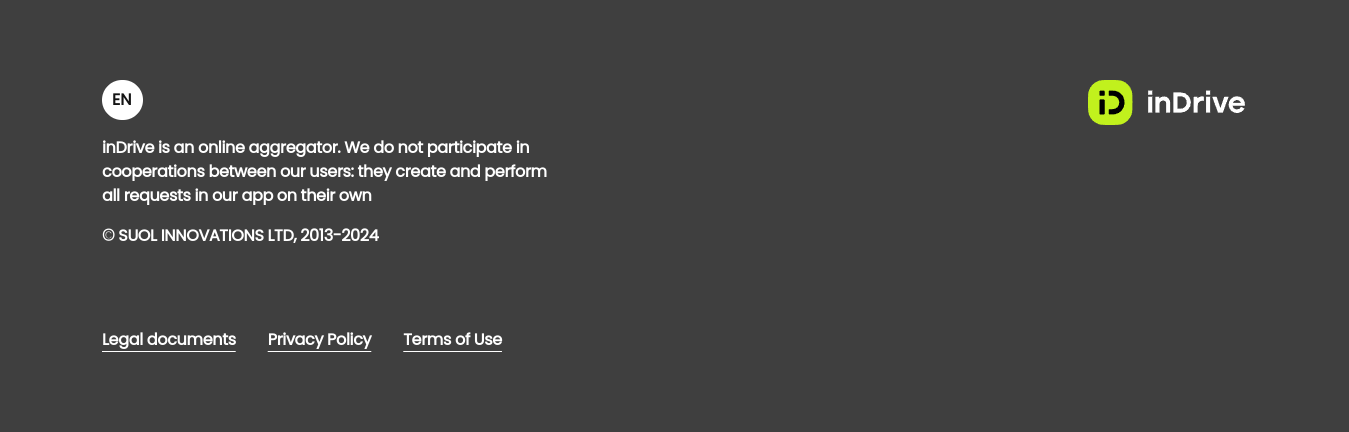 EN
iD inDrive
inDrive is an online aggregator. We do not participate in
cooperations between our users: they create and perform
all requests in our app on their own
© SUOL INNOVATIONS LTD, 2013-2024
Legal documents Privacy Policy Terms of Use